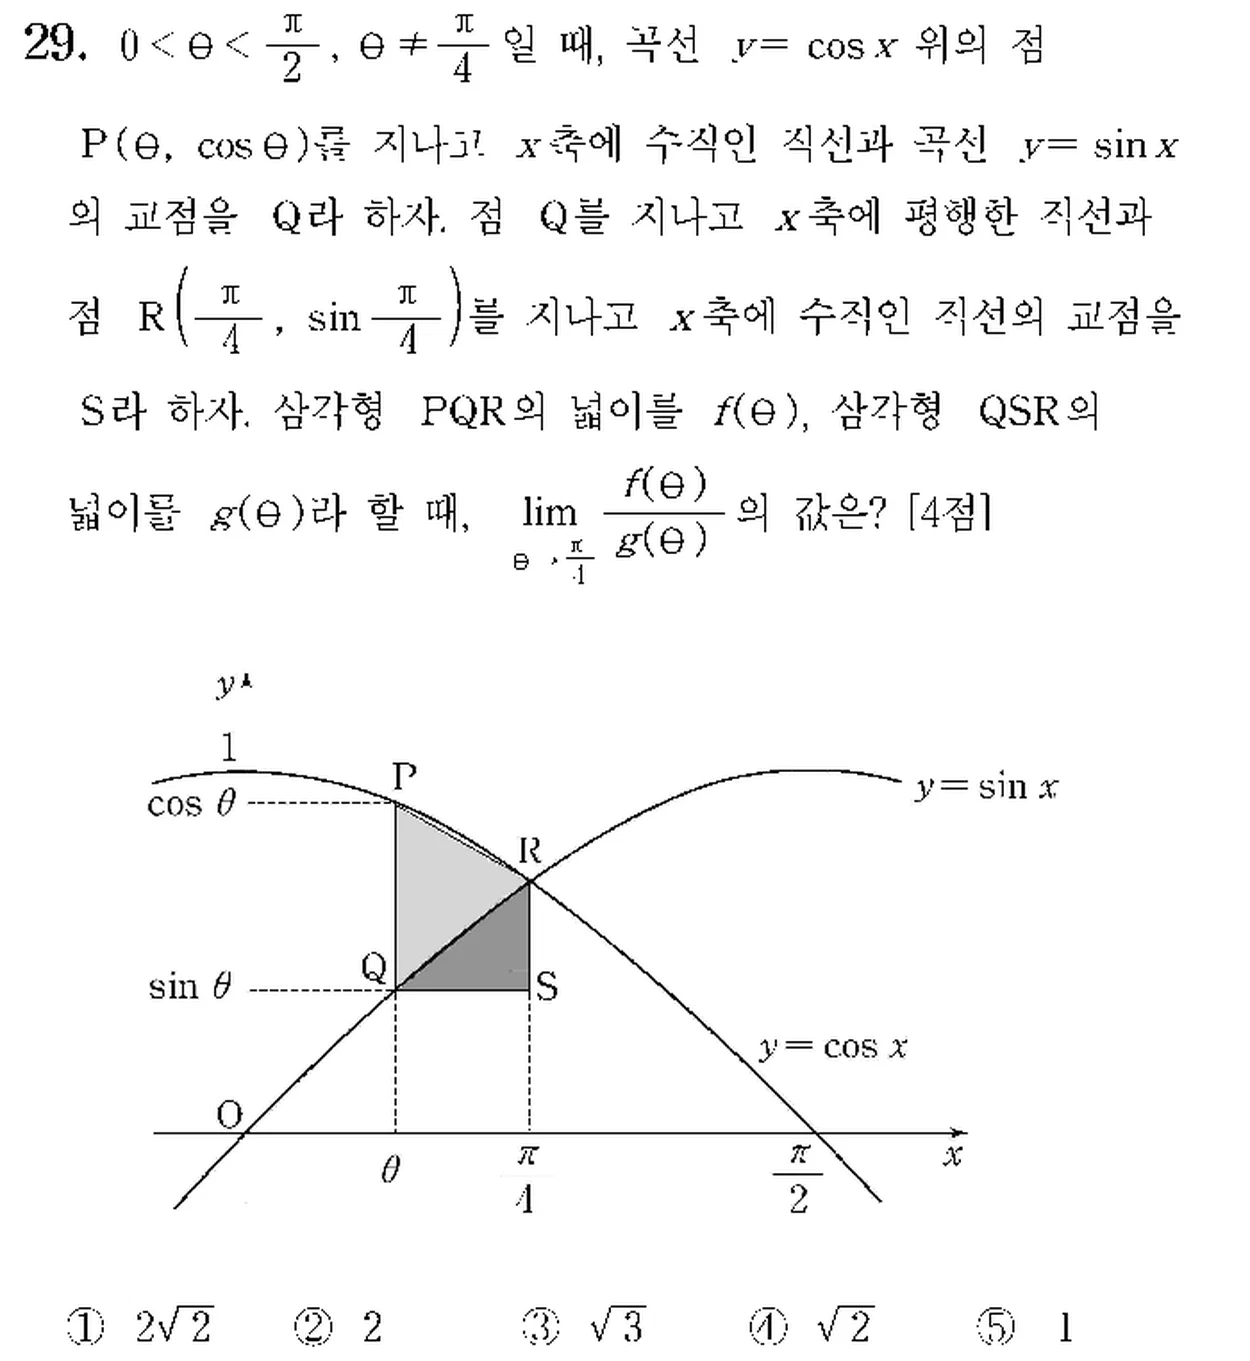 29. 0 < θ < π/2, θ ≠ π/4 일 때, 곡선 y = cos x 위의 점
P(θ, cos θ)를 지나고 x축에 수직인 직선과 곡선 y = sin x
의 교점을 Q라 하자. 점 Q를 지나고 x축에 평행한 직선과
점 R(π/4, sin π/4)를 지나고 x축에 수직인 직선의 교점을
S라 하자. 삼각형 PQR의 넓이를 f(θ), 삼각형 QSR의
넓이를 g(θ)라 할 때, lim θ→π/4 f(θ)/g(θ) 의 값은? [4점]
y
1
P
cos θ
y = sin x
R
Q
sin θ
S
y = cos x
O
θ
π/4
π/2
x
① 2√2 ② 2 ③ √3 ④ √2 ⑤ 1